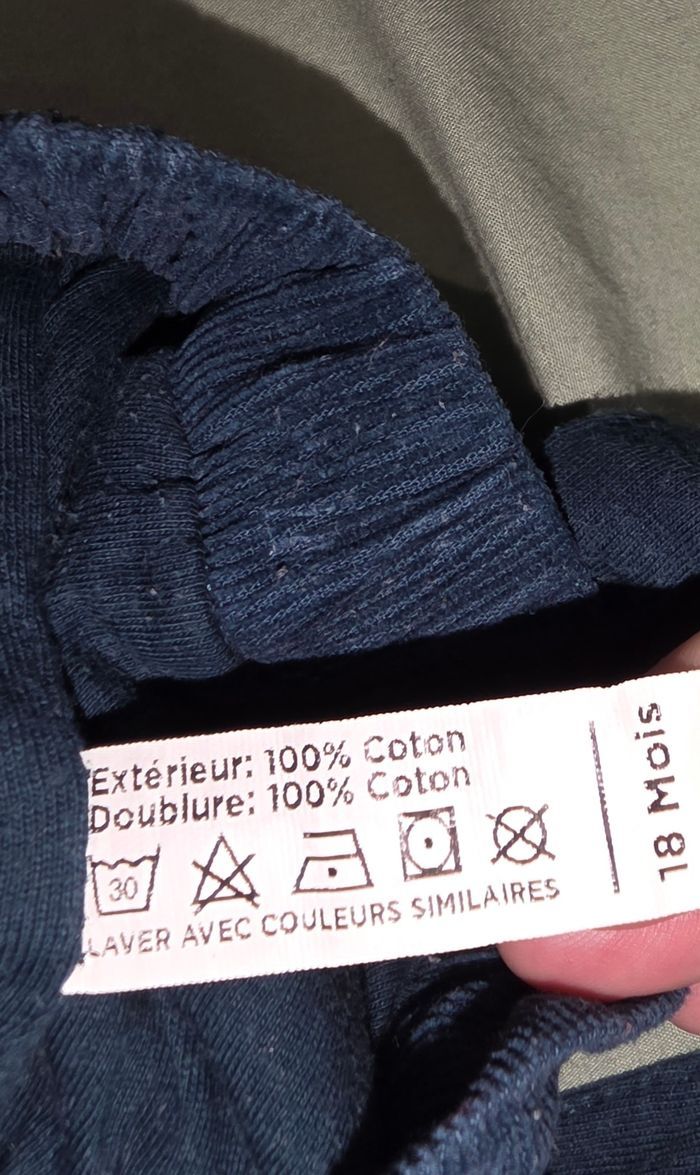 Extérieur: 100% Coton
Doublure: 100% Coton
30
LAVER AVEC COULEURS SIMILAIRES
18 Mois